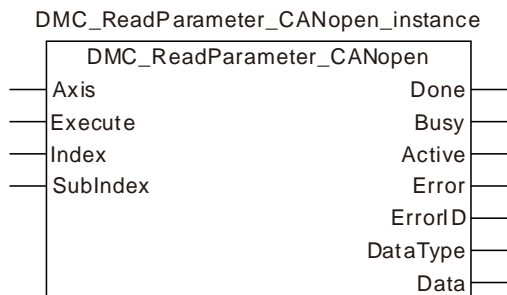 DMC_ReadParameter_CANopen_instance
DMC_ReadParameter_CANopen
Axis Done
Execute Busy
Index Active
SubIndex Error
ErrorID
DataType
Data